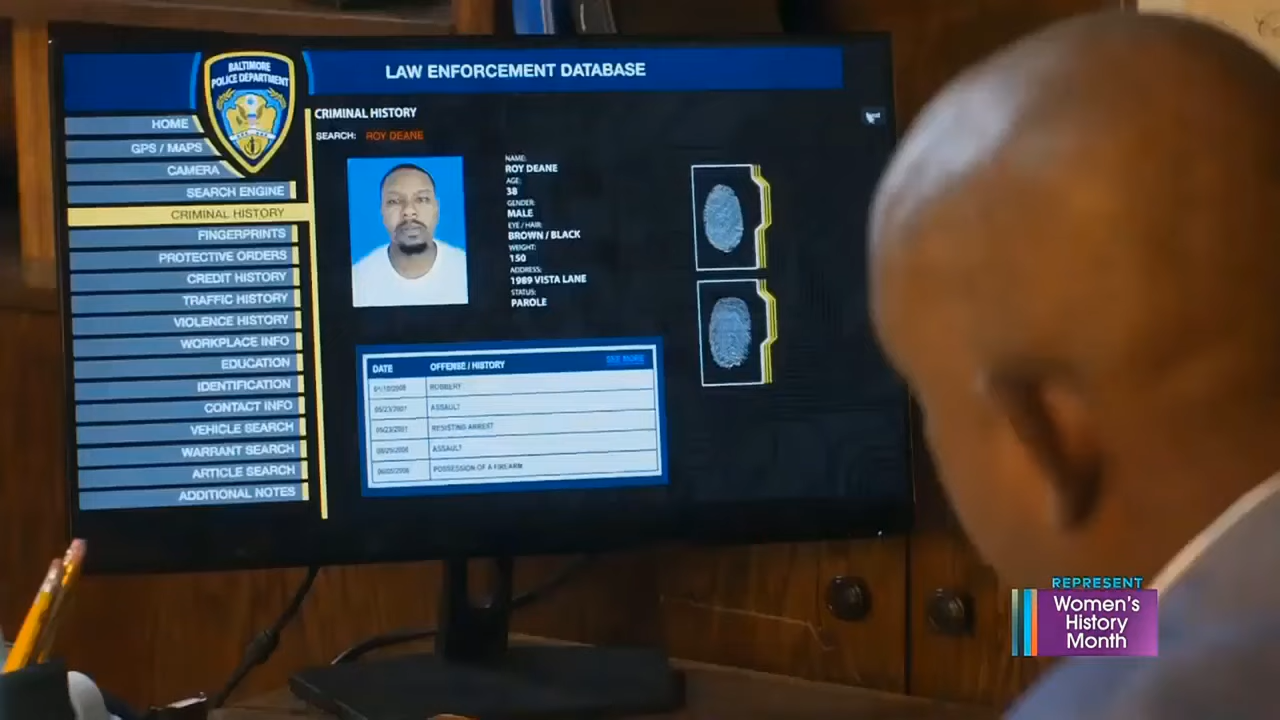 BALTIMORE
POLICE DEPARTMENT
LAW ENFORCEMENT DATABASE
HOME
GPS / MAPS
CAMERA
SEARCH ENGINE
CRIMINAL HISTORY
FINGERPRINTS
PROTECTIVE ORDERS
CREDIT HISTORY
TRAFFIC HISTORY
VIOLENCE HISTORY
WORKPLACE INFO
EDUCATION
IDENTIFICATION
CONTACT INFO
VEHICLE SEARCH
WARRANT SEARCH
ARTICLE SEARCH
ADDITIONAL NOTES
CRIMINAL HISTORY
SEARCH: ROY DEANE
NAME:
ROY DEANE
AGE:
38
GENDER:
MALE
EYE / HAIR:
BROWN / BLACK
WEIGHT:
150
ADDRESS:
1989 VISTA LANE
STATUS:
PAROLE
DATE OFFENSE / HISTORY SEE MORE
ROBBERY
ASSAULT
RESISTING ARREST
ASSAULT
POSSESSION OF A FIREARM
REPRESENT
Women's
History
Month